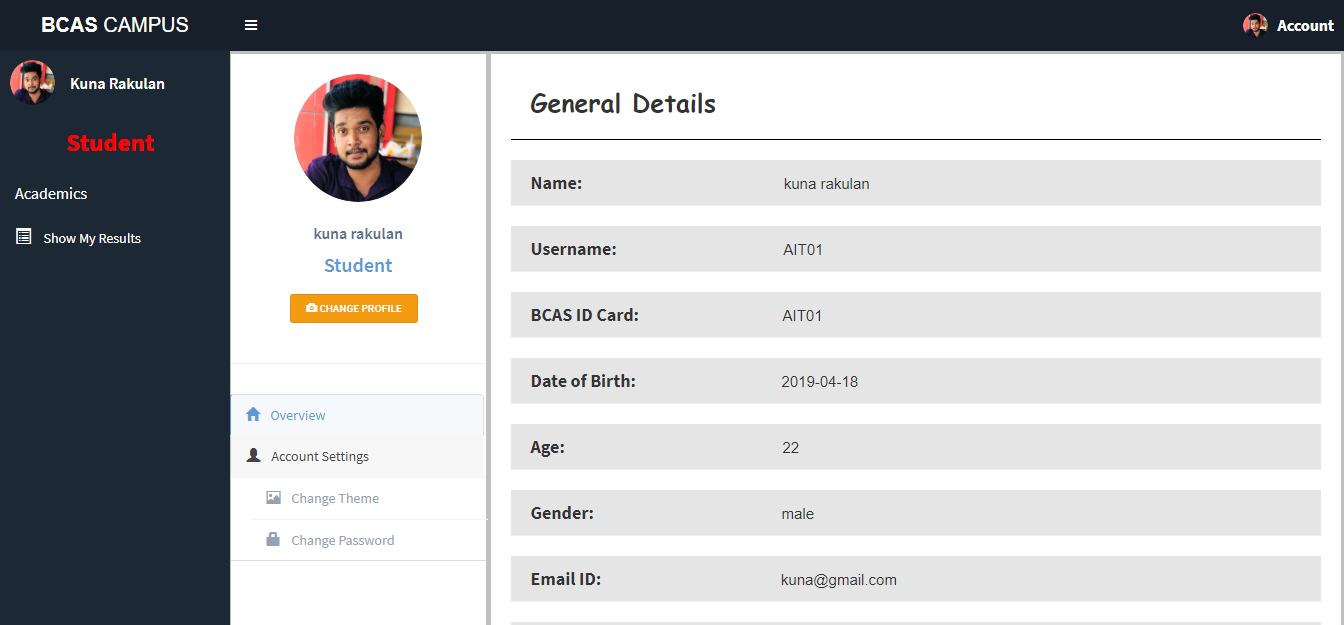 BCAS CAMPUS
Account
Kuna Rakulan
Student
Academics
Show My Results
kuna rakulan
Student
CHANGE PROFILE
Overview
Account Settings
Change Theme
Change Password
General Details
Name: kuna rakulan
Username: AIT01
BCAS ID Card: AIT01
Date of Birth: 2019-04-18
Age: 22
Gender: male
Email ID: kuna@gmail.com